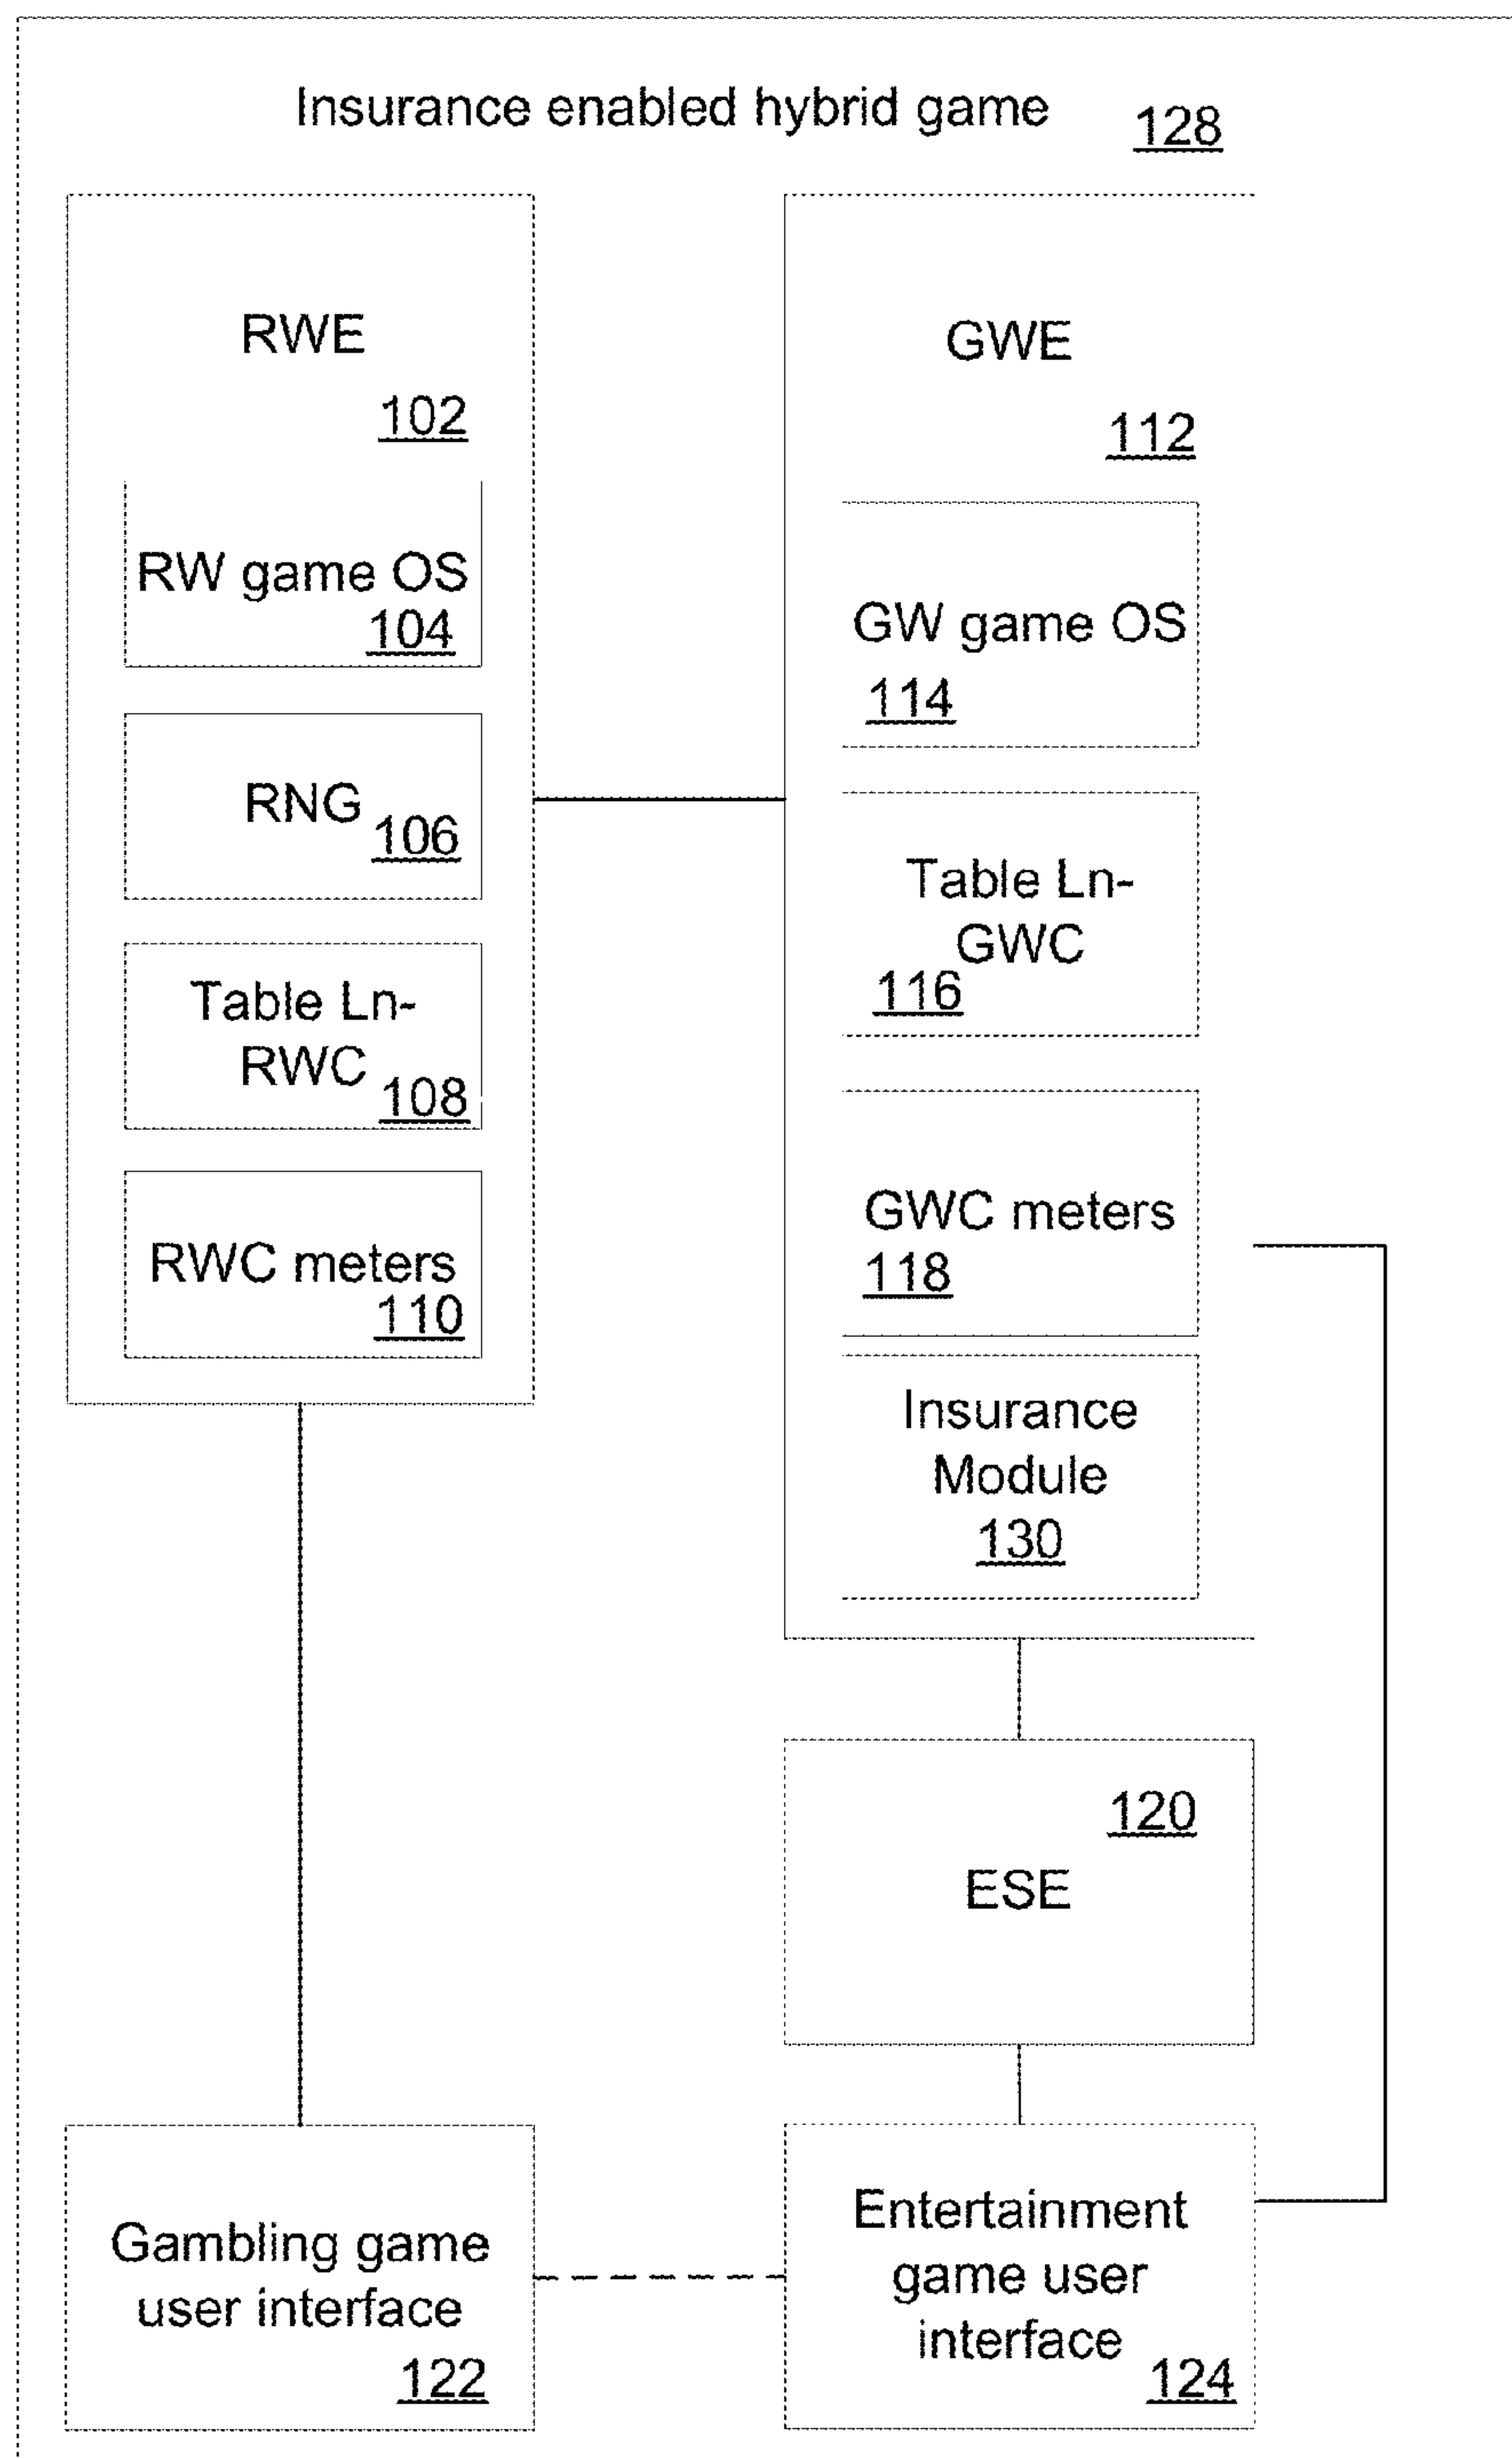 Insurance enabled hybrid game
128
RWE
102
RW game OS
104
RNG
106
Table Ln-
RWC
108
RWC meters
110
GWE
112
GW game OS
114
Table Ln-
GWC
116
GWC meters
118
Insurance
Module
130
120
ESE
Gambling game
user interface
122
Entertainment
game user
interface
124